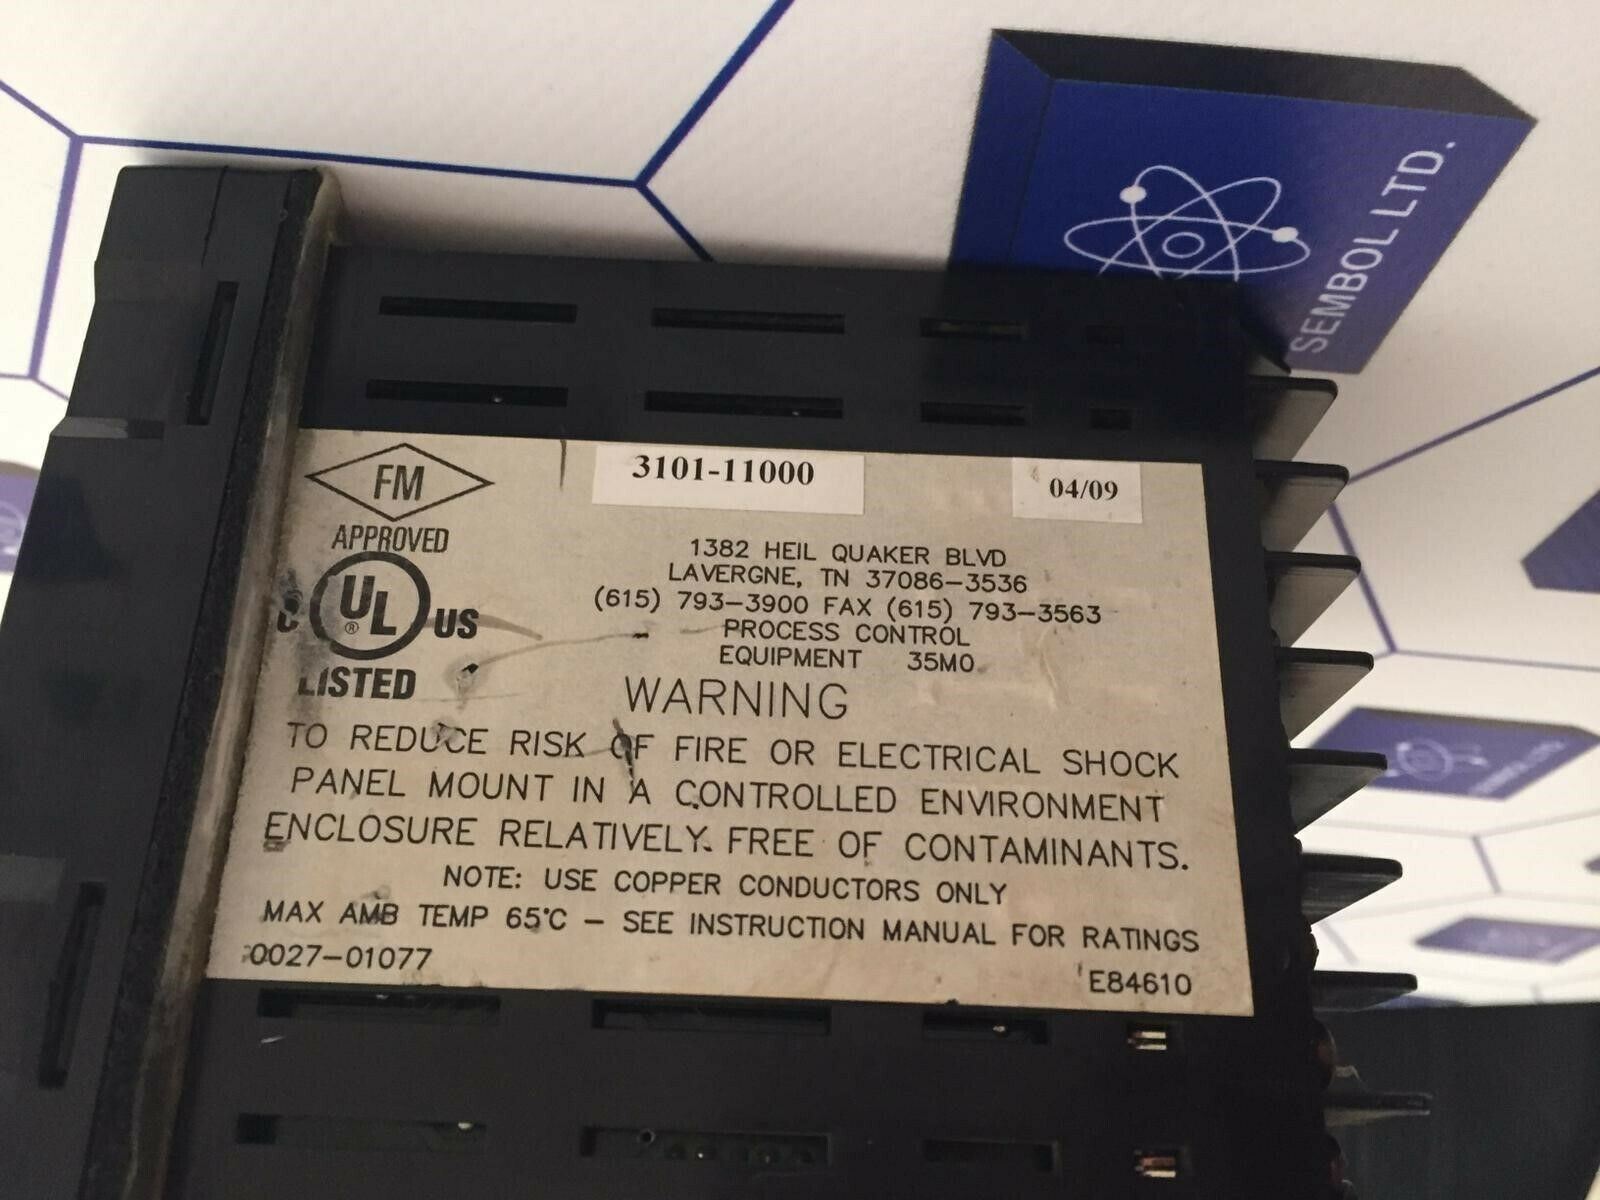 SEMBOL LTD.
FM
APPROVED
C UL® US
LISTED
3101-11000
04/09
1382 HEIL QUAKER BLVD
LAVERGNE, TN 37086-3536
(615) 793-3900 FAX (615) 793-3563
PROCESS CONTROL
EQUIPMENT 35M0
WARNING
TO REDUCE RISK OF FIRE OR ELECTRICAL SHOCK
PANEL MOUNT IN A CONTROLLED ENVIRONMENT
ENCLOSURE RELATIVELY FREE OF CONTAMINANTS.
NOTE: USE COPPER CONDUCTORS ONLY
MAX AMB TEMP 65°C - SEE INSTRUCTION MANUAL FOR RATINGS
0027-01077
E84610
SEMBOL LTD.